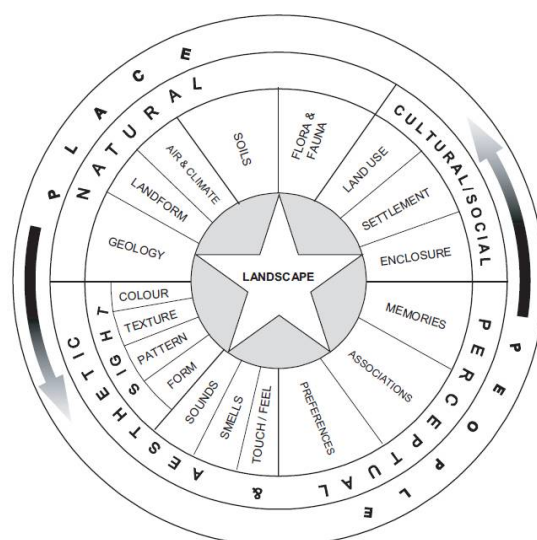 PLACE
NATURAL
CULTURAL/SOCIAL
GEOLOGY
LANDFORM
AIR & CLIMATE
SOILS
FLORA &
FAUNA
LAND USE
SETTLEMENT
ENCLOSURE
LANDSCAPE
MEMORIES
ASSOCIATIONS
PREFERENCES
TOUCH / FEEL
SMELLS
SOUNDS
FORM
PATTERN
TEXTURE
COLOUR
SIGHT
AESTHETIC & PERCEPTUAL
PEOPLE